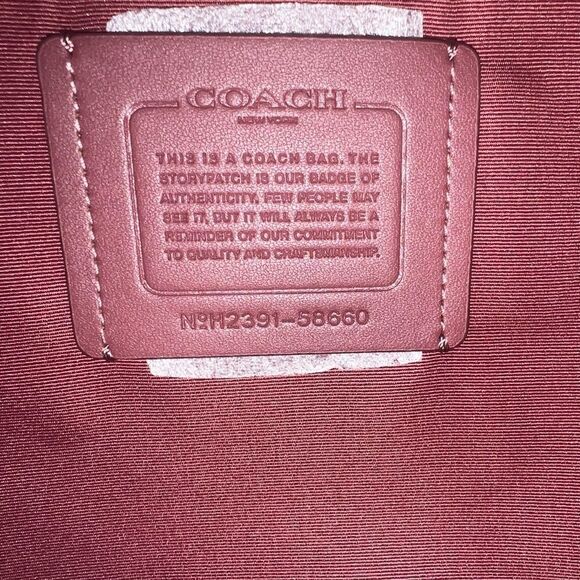 COACH
NEW YORK
THIS IS A COACH BAG. THE
STORYPATCH IS OUR BADGE OF
AUTHENTICITY. FEW PEOPLE MAY
SEE IT, BUT IT WILL ALWAYS BE A
REMINDER OF OUR COMMITMENT
TO QUALITY AND CRAFTSMANSHIP.
NºH2391-58660